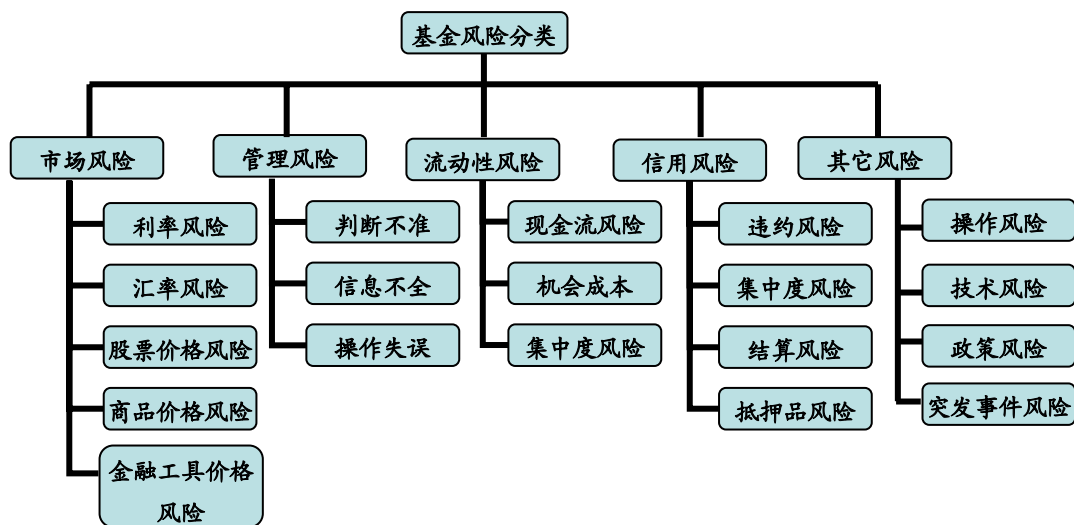 基金风险分类
市场风险
利率风险
汇率风险
股票价格风险
商品价格风险
金融工具价格
风险
管理风险
判断不准
信息不全
操作失误
流动性风险
现金流风险
机会成本
集中度风险
信用风险
违约风险
集中度风险
结算风险
抵押品风险
其它风险
操作风险
技术风险
政策风险
突发事件风险